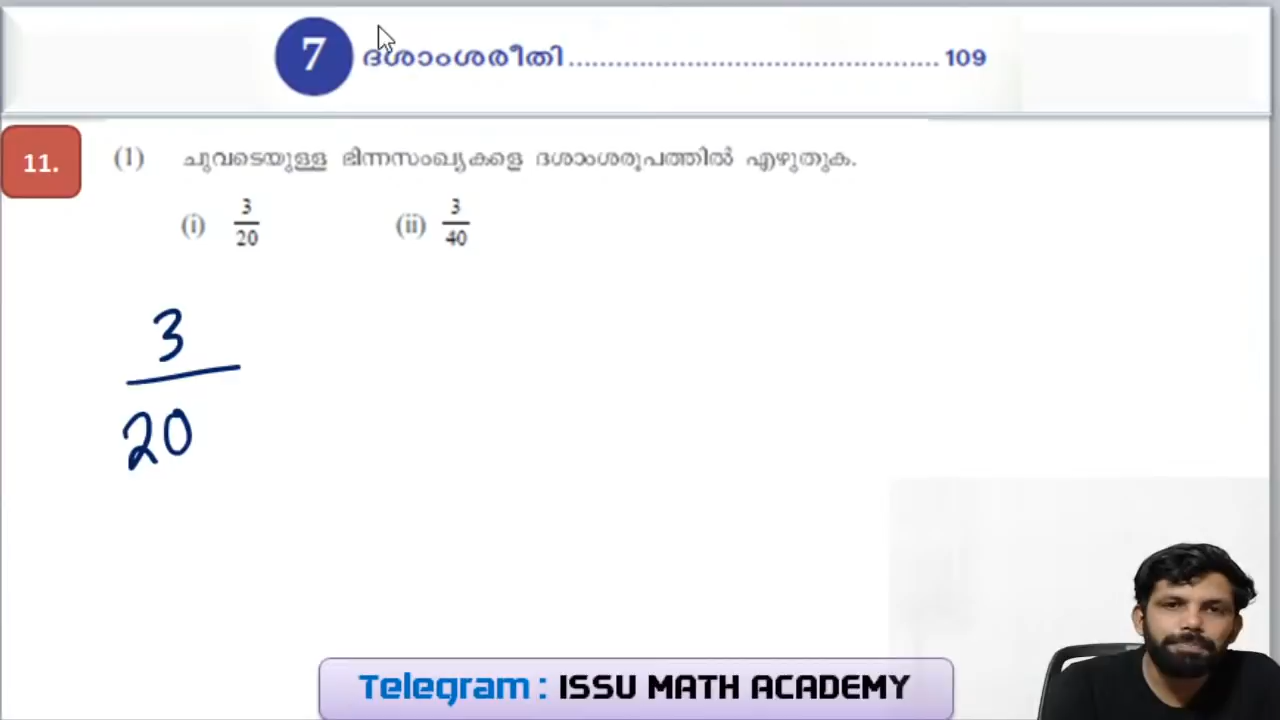 7 ദശാംശരീതി ............................................ 109
11. (1) ചുവടെയുള്ള ഭിന്നസംഖ്യകളെ ദശാംശരൂപത്തിൽ എഴുതുക.
(i) 3/20 (ii) 3/40
3
20
Telegram : ISSU MATH ACADEMY